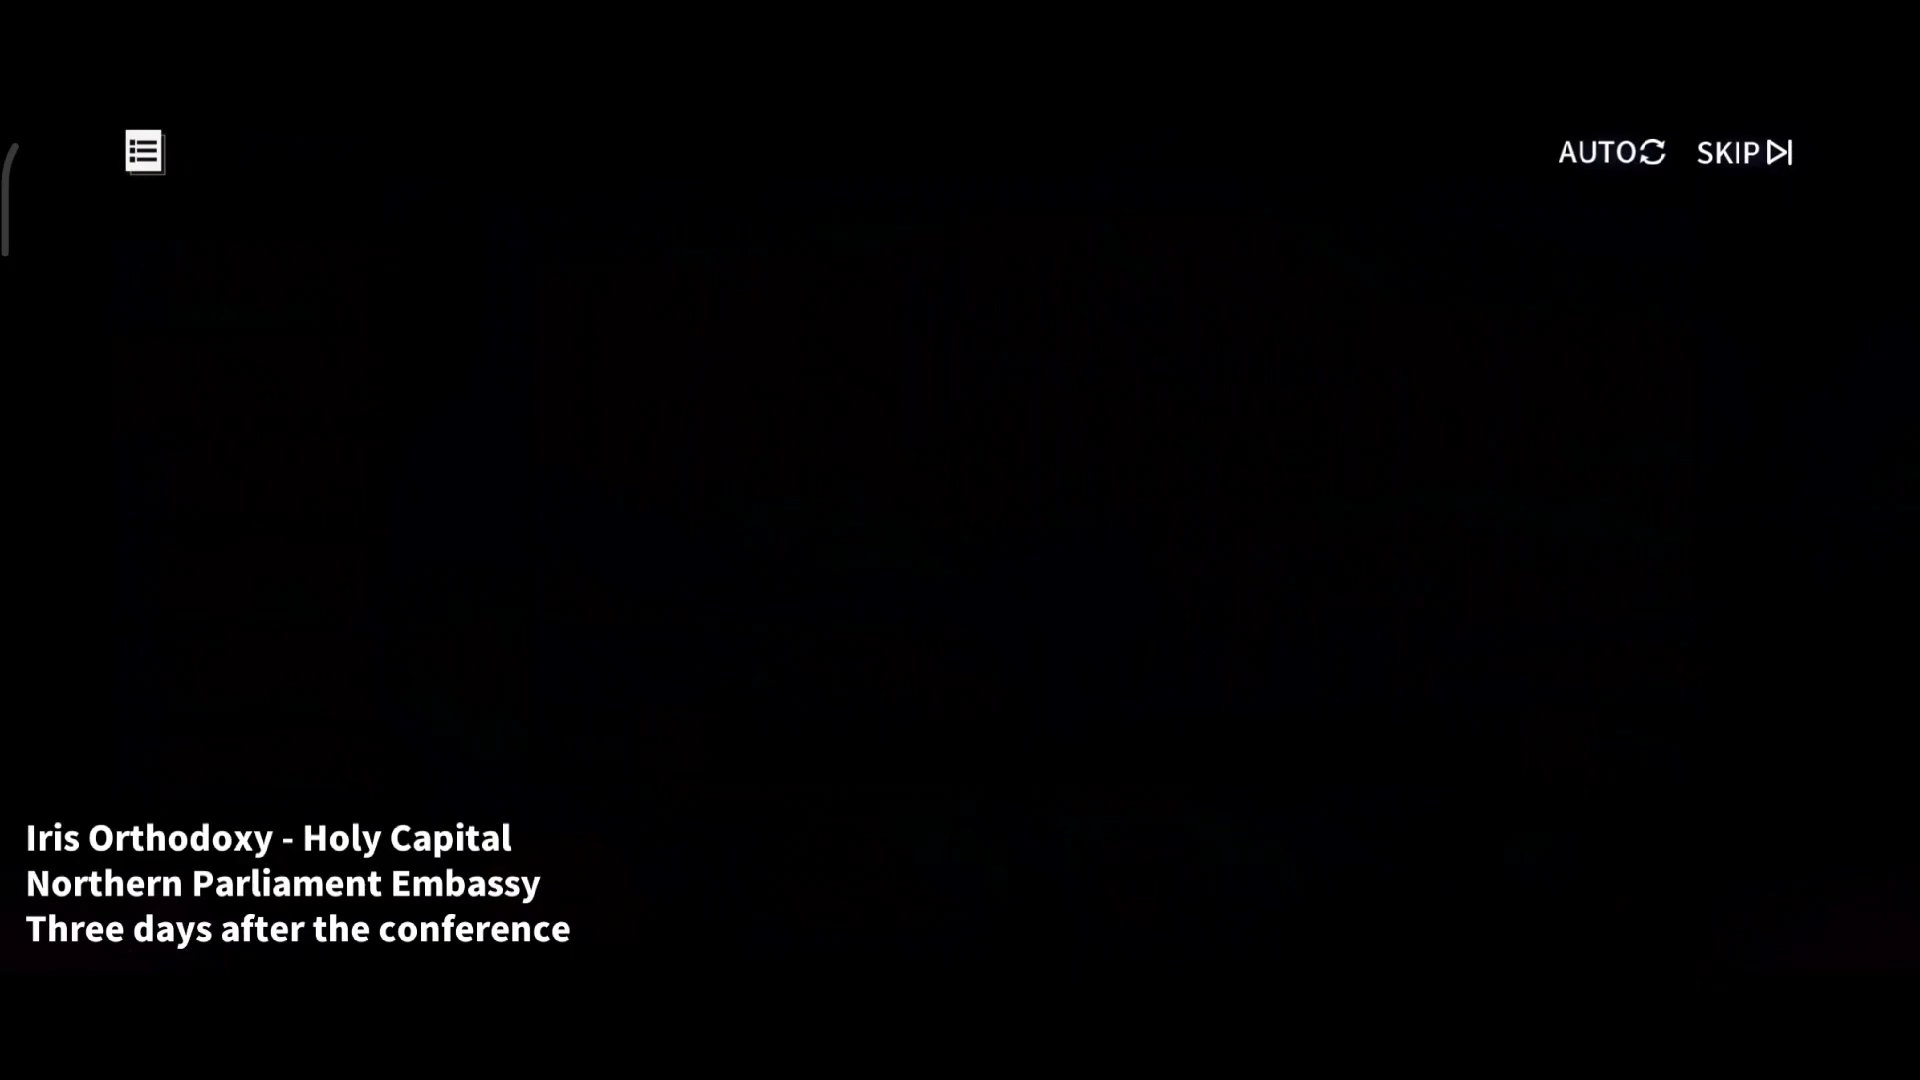 AUTO SKIP
Iris Orthodoxy - Holy Capital
Northern Parliament Embassy
Three days after the conference